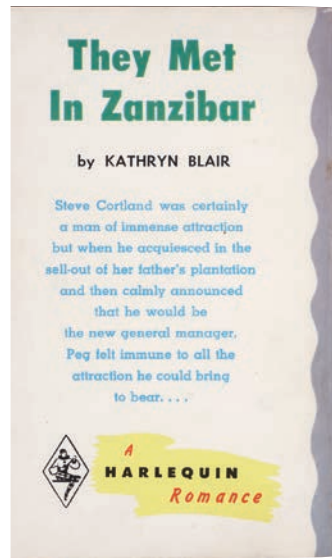 They Met
In Zanzibar
by KATHRYN BLAIR
Steve Cortland was certainly
a man of immense attraction
but when he acquiesced in the
sell-out of her father's plantation
and then calmly announced
that he would be
the new general manager,
Peg felt immune to all the
attraction he could bring
to bear. . . .
A
HARLEQUIN
Romance